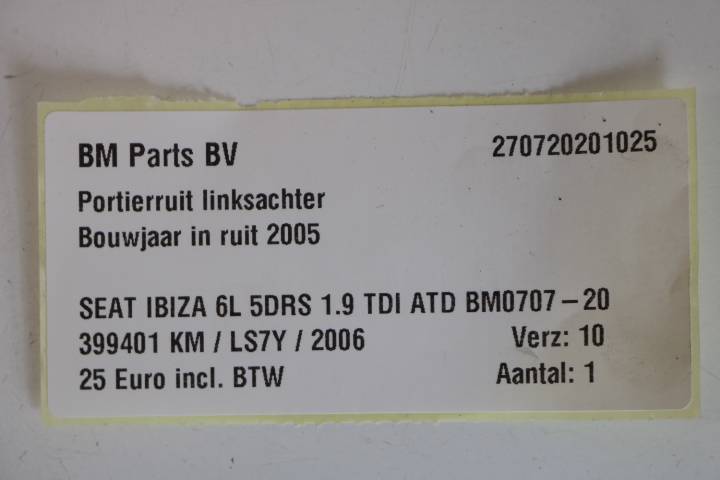 BM Parts BV 270720201025
Portierruit linksachter
Bouwjaar in ruit 2005
SEAT IBIZA 6L 5DRS 1.9 TDI ATD BM0707-20
399401 KM / LS7Y / 2006 Verz: 10
25 Euro incl. BTW Aantal: 1